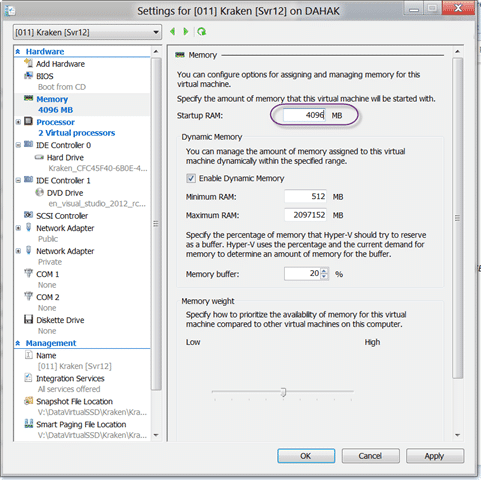 Settings for [011] Kraken [Svr12] on DAHAK
[011] Kraken [Svr12]
Hardware
Add Hardware
BIOS
Boot from CD
Memory
4096 MB
Processor
2 Virtual processors
IDE Controller 0
Hard Drive
Kraken_CFC45F40-6B0E-4...
IDE Controller 1
DVD Drive
en_visual_studio_2012_rc...
SCSI Controller
Network Adapter
Public
Network Adapter
Private
COM 1
None
COM 2
None
Diskette Drive
None
Management
Name
[011] Kraken [Svr12]
Integration Services
All services offered
Snapshot File Location
V:\DataVirtualSSD\Kraken\Kra...
Smart Paging File Location
V:\DataVirtualSSD\Kraken\Kra...
Memory
You can configure options for assigning and managing memory for this
virtual machine.
Specify the amount of memory that this virtual machine will be started with.
Startup RAM: 4096 MB
Dynamic Memory
You can manage the amount of memory assigned to this virtual
machine dynamically within the specified range.
Enable Dynamic Memory
Minimum RAM: 512 MB
Maximum RAM: 2097152 MB
Specify the percentage of memory that Hyper-V should try to reserve
as a buffer. Hyper-V uses the percentage and the current demand for
memory to determine an amount of memory for the buffer.
Memory buffer: 20 %
Memory weight
Specify how to prioritize the availability of memory for this virtual
machine compared to other virtual machines on this computer.
Low High
OK Cancel Apply